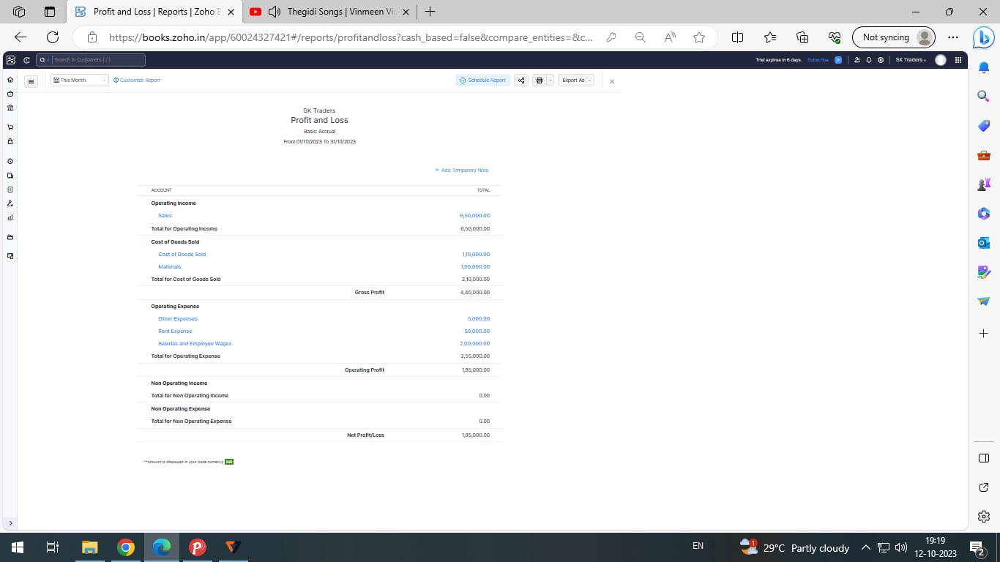 Profit and Loss | Reports | Zoho B
Thegidi Songs | Vinmeen Vi
https://books.zoho.in/app/60024327421#/reports/profitandloss?cash_based=false&compare_entities=&c...
Not syncing
Search in Customers ( / )
Trial expires in 6 days. Subscribe
SK Traders
This Month
Customize Report
Schedule Report
Export As
SK Traders
Profit and Loss
Basis: Accrual
From 01/10/2023 To 31/10/2023
+ Add Temporary Note
ACCOUNT TOTAL
Operating Income
Sales 6,50,000.00
Total for Operating Income 6,50,000.00
Cost of Goods Sold
Cost of Goods Sold 1,10,000.00
Materials 1,00,000.00
Total for Cost of Goods Sold 2,10,000.00
Gross Profit 4,40,000.00
Operating Expense
Other Expenses 5,000.00
Rent Expense 50,000.00
Salaries and Employee Wages 2,00,000.00
Total for Operating Expense 2,55,000.00
Operating Profit 1,85,000.00
Non Operating Income
Total for Non Operating Income 0.00
Non Operating Expense
Total for Non Operating Expense 0.00
Net Profit/Loss 1,85,000.00
**Amount is displayed in your base currency INR
EN
1
29°C Partly cloudy
19:19
12-10-2023
2